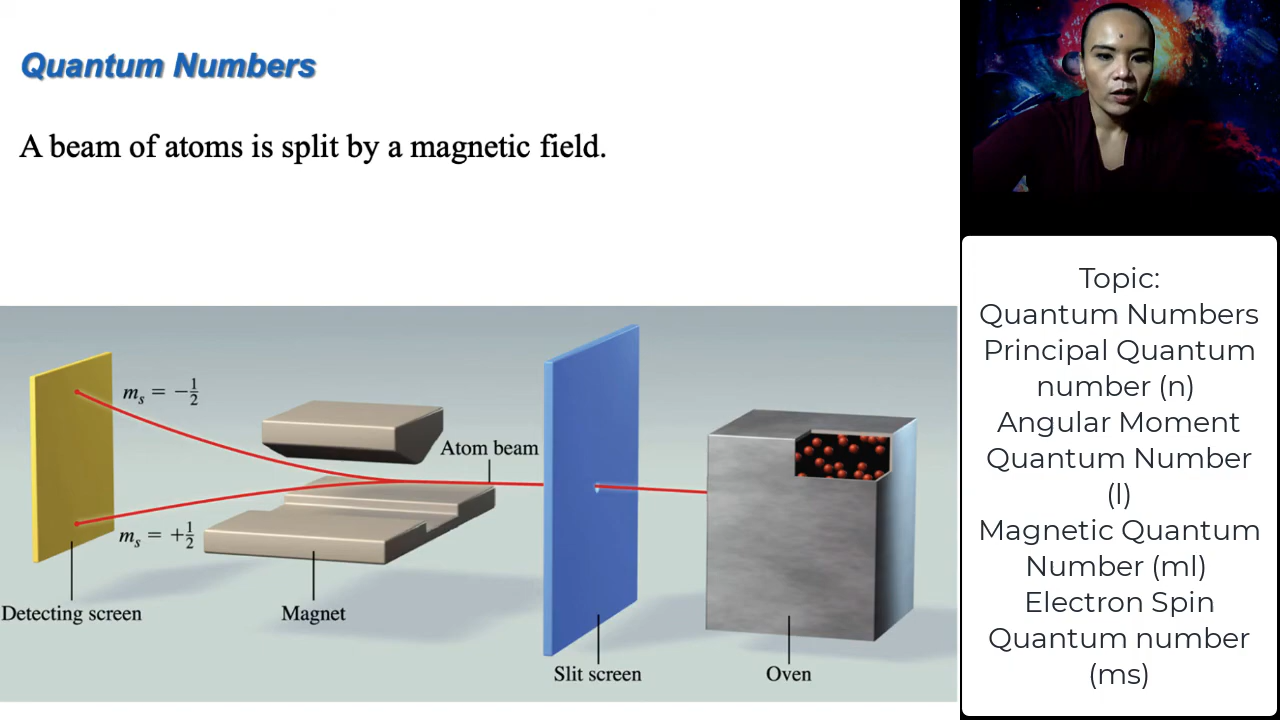 Quantum Numbers
A beam of atoms is split by a magnetic field.
mₛ = −½
Atom beam
mₛ = +½
Detecting screen
Magnet
Slit screen
Oven
Topic:
Quantum Numbers
Principal Quantum
number (n)
Angular Moment
Quantum Number
(l)
Magnetic Quantum
Number (ml)
Electron Spin
Quantum number
(ms)